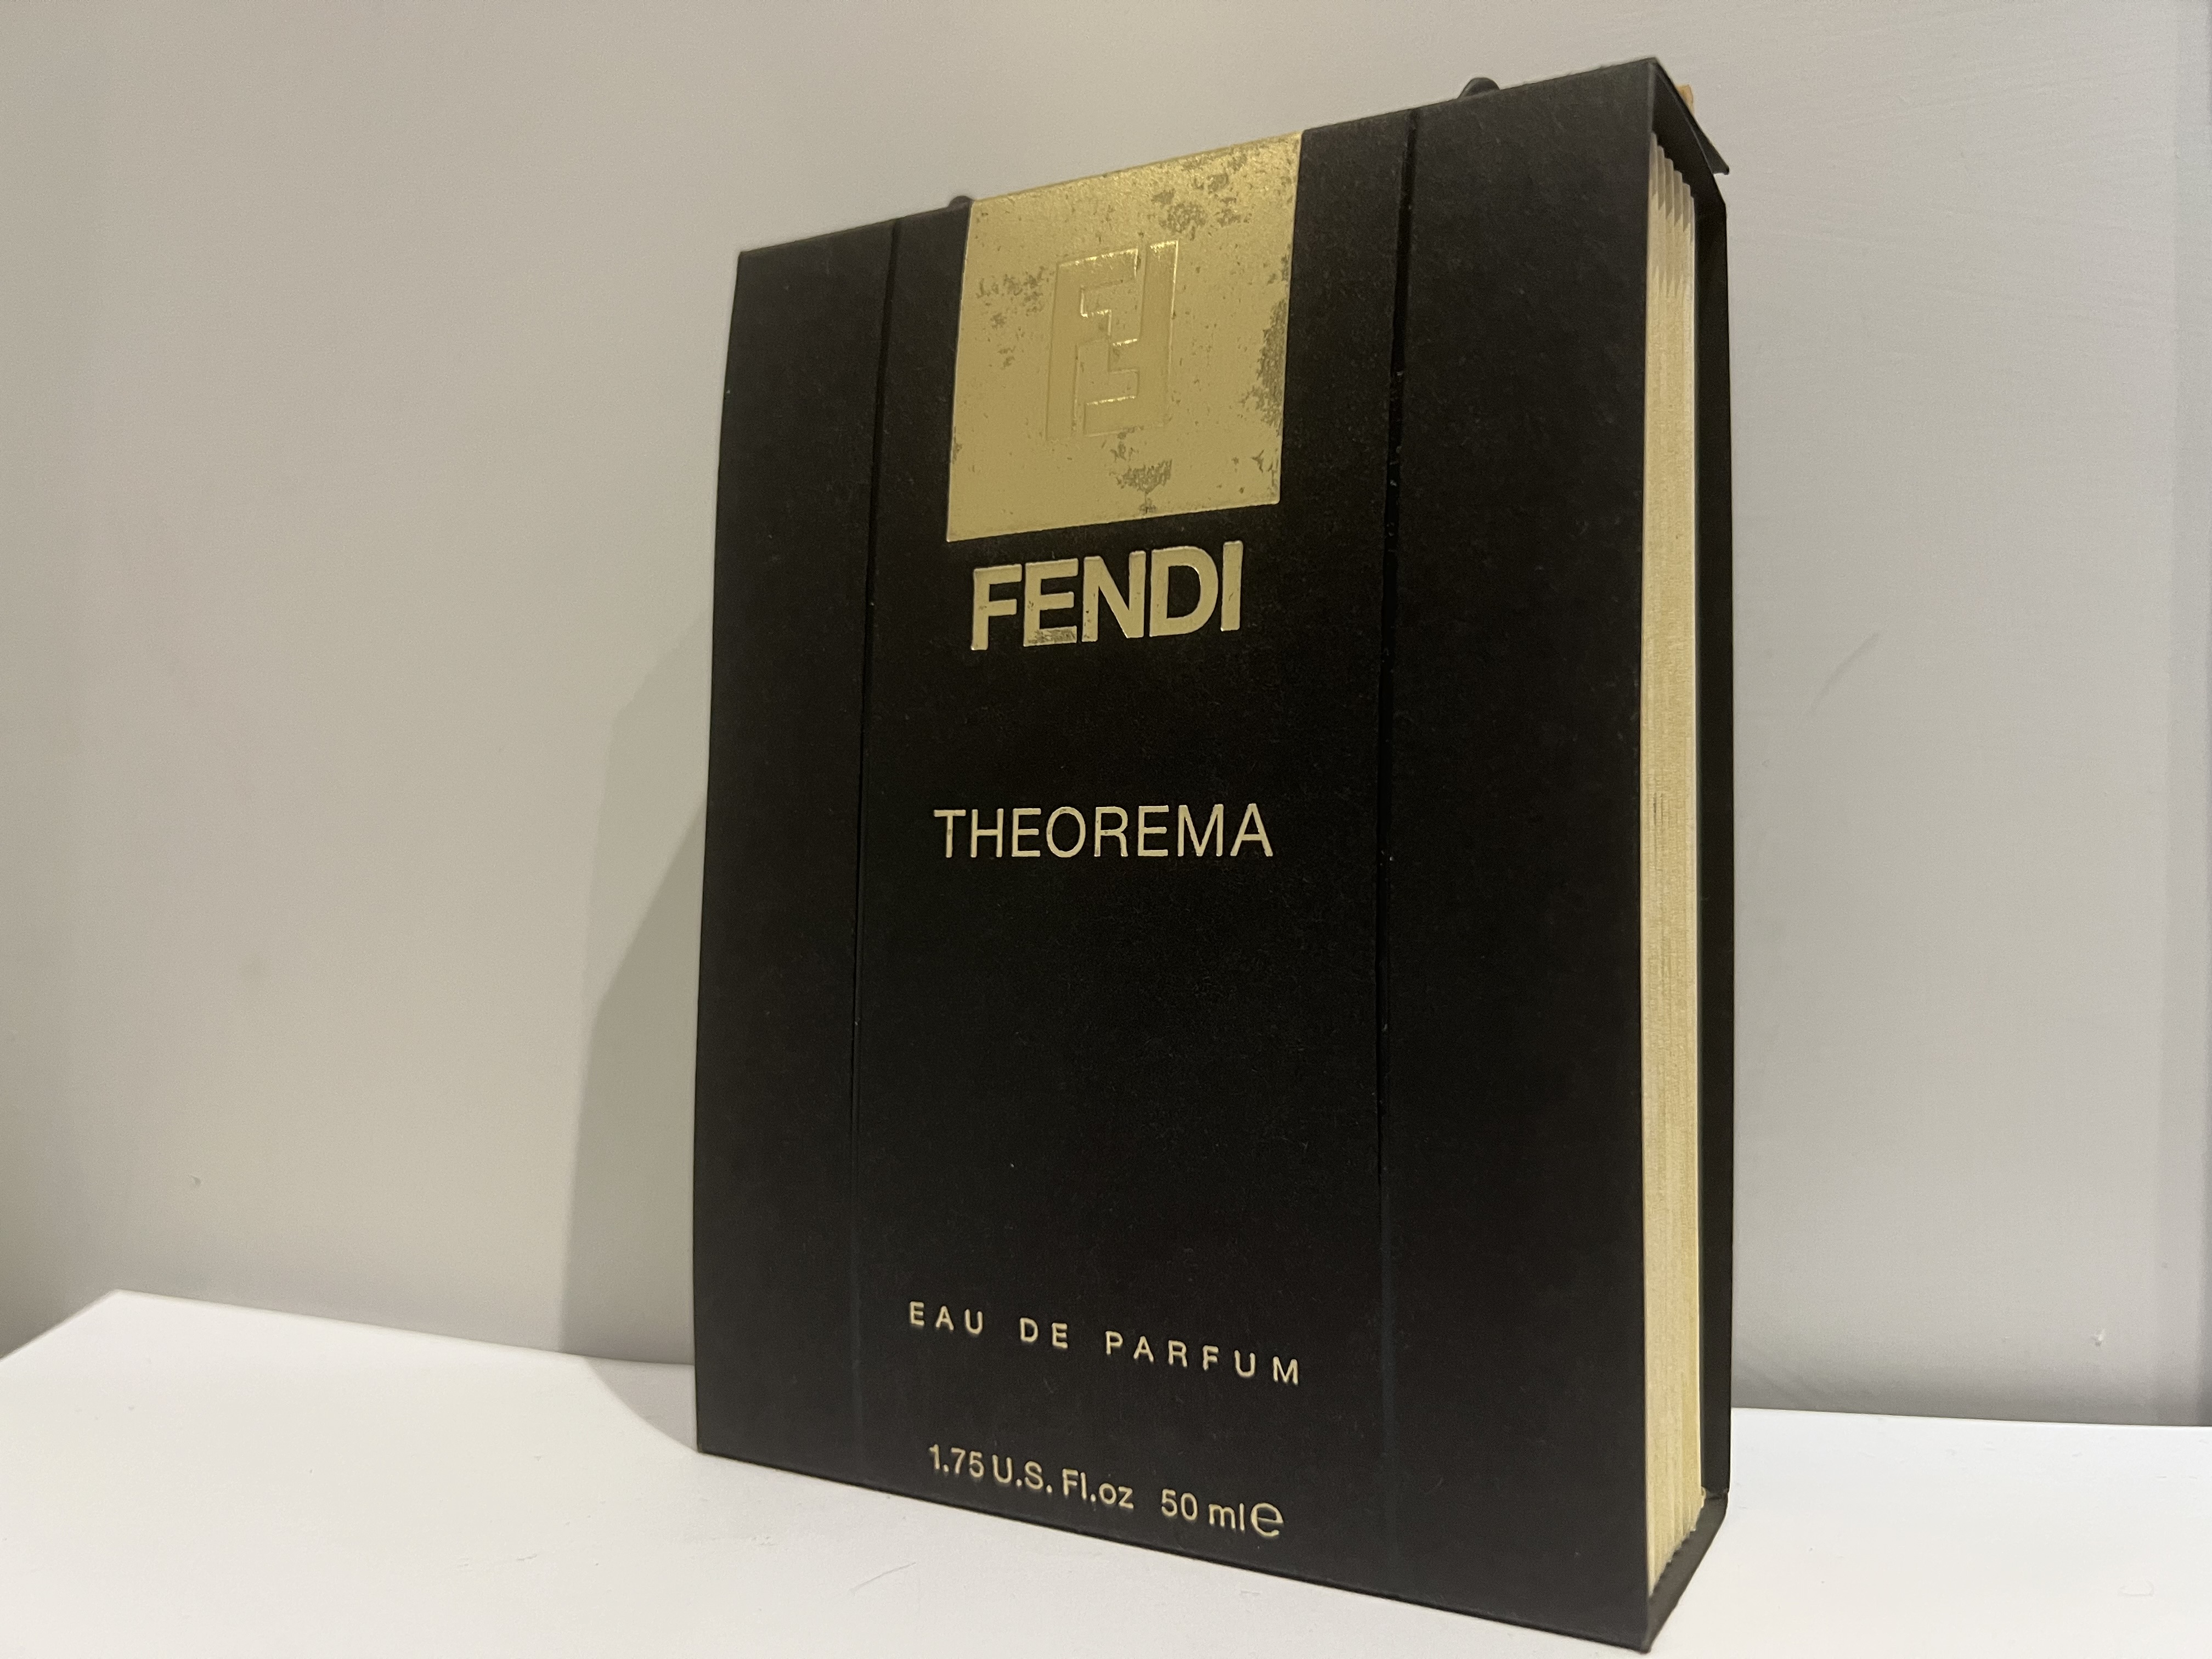 FENDI
THEOREMA
EAU DE PARFUM
1.75 U.S. Fl.oz 50 ml℮